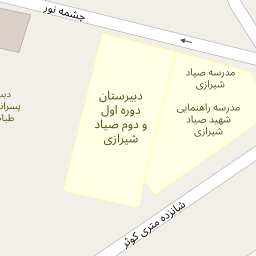 چشمه نور
مدرسه صیاد
شیرازی
دبیرستان
دوره اول
و دوم صیاد
شیرازی
مدرسه راهنمایی
شهید صیاد
شیرازی
شانزده متری کوثر